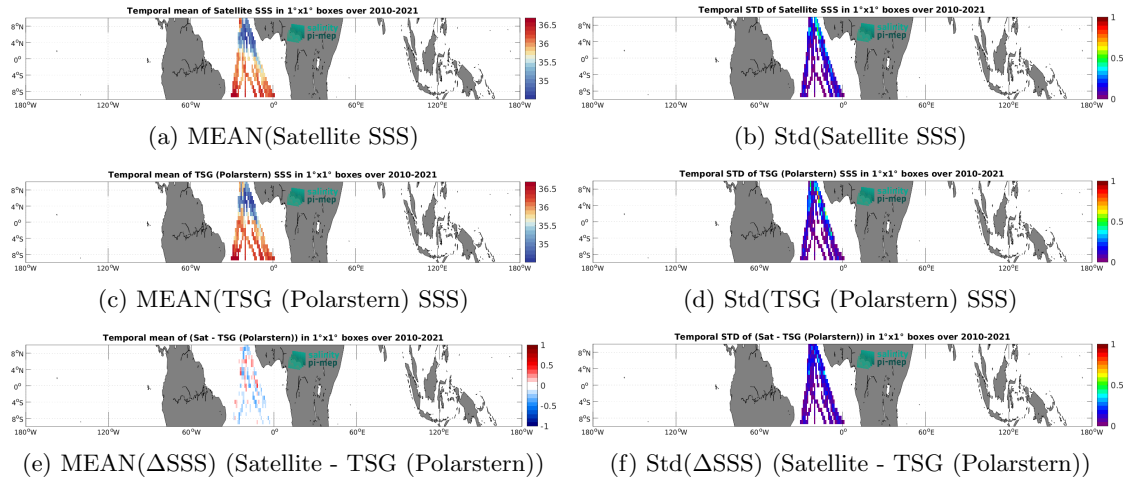 Temporal mean of Satellite SSS in 1°x1° boxes over 2010-2021
8°N
4°N
0°
4°S
8°S
180°W 120°W 60°W 0° 60°E 120°E 180°W
salinity
pi-mep
36.5
36
35.5
35
(a) MEAN(Satellite SSS)
Temporal STD of Satellite SSS in 1°x1° boxes over 2010-2021
8°N
4°N
0°
4°S
8°S
180°W 120°W 60°W 0° 60°E 120°E 180°W
salinity
pi-mep
1
0.5
0
(b) Std(Satellite SSS)
Temporal mean of TSG (Polarstern) SSS in 1°x1° boxes over 2010-2021
8°N
4°N
0°
4°S
8°S
180°W 120°W 60°W 0° 60°E 120°E 180°W
salinity
pi-mep
36.5
36
35.5
35
(c) MEAN(TSG (Polarstern) SSS)
Temporal STD of TSG (Polarstern) SSS in 1°x1° boxes over 2010-2021
8°N
4°N
0°
4°S
8°S
180°W 120°W 60°W 0° 60°E 120°E 180°W
salinity
pi-mep
1
0.5
0
(d) Std(TSG (Polarstern) SSS)
Temporal mean of (Sat - TSG (Polarstern)) in 1°x1° boxes over 2010-2021
8°N
4°N
0°
4°S
8°S
180°W 120°W 60°W 0° 60°E 120°E 180°W
salinity
pi-mep
1
0.5
0
-0.5
-1
(e) MEAN(ΔSSS) (Satellite - TSG (Polarstern))
Temporal STD of (Sat - TSG (Polarstern)) in 1°x1° boxes over 2010-2021
8°N
4°N
0°
4°S
8°S
180°W 120°W 60°W 0° 60°E 120°E 180°W
salinity
pi-mep
1
0.5
0
(f) Std(ΔSSS) (Satellite - TSG (Polarstern))